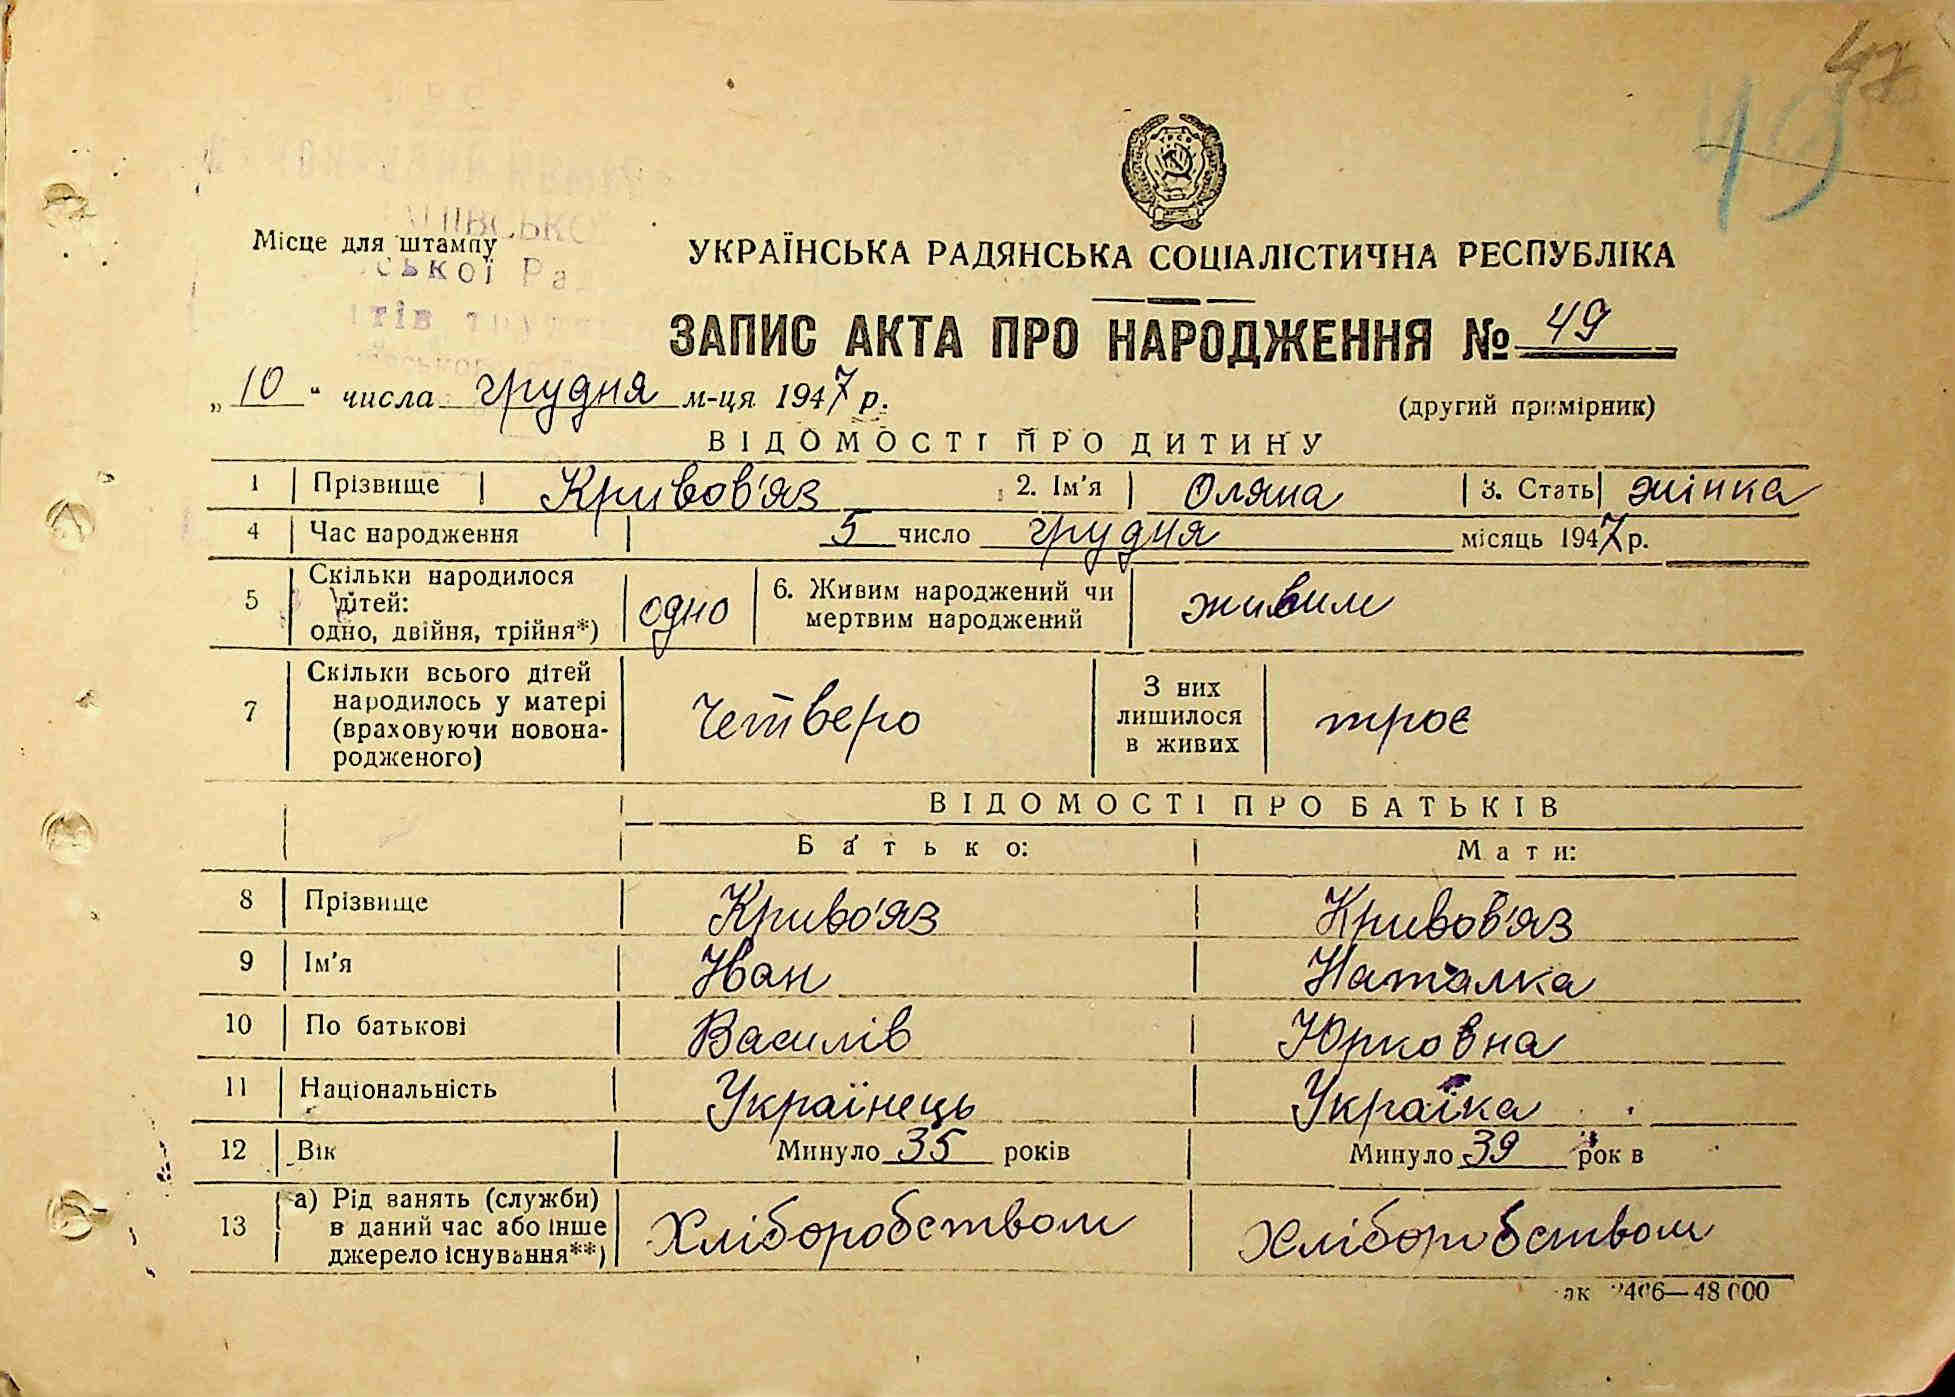 47
49
Місце для штампу
УКРАЇНСЬКА РАДЯНСЬКА СОЦІАЛІСТИЧНА РЕСПУБЛІКА
ЗАПИС АКТА ПРО НАРОДЖЕННЯ № 49
„ 10 “ числа грудня м-ця 1947 р. (другий примірник)
ВІДОМОСТІ ПРО ДИТИНУ
1 Прізвище Кривов'яз 2. Ім'я Оляна 3. Стать жінка
4 Час народження 5 число грудня місяць 1947 р.
5 Скільки народилося дітей: одно, двійня, трійня*) одно 6. Живим народжений чи мертвим народжений живим
7 Скільки всього дітей народилось у матері (враховуючи новонародженого) Четверо З них лишилося в живих троє
ВІДОМОСТІ ПРО БАТЬКІВ
Батько: Мати:
8 Прізвище Криво'яз Кривов'яз
9 Ім'я Іван Наталка
10 По батькові Василів Юрковна
11 Національність Українець Украïка
12 Вік Минуло 35 років Минуло 39 рок в
13 а) Рід занять (служби) в даний час або інше джерело існування**) Хліборобством Хліборобством
48 000